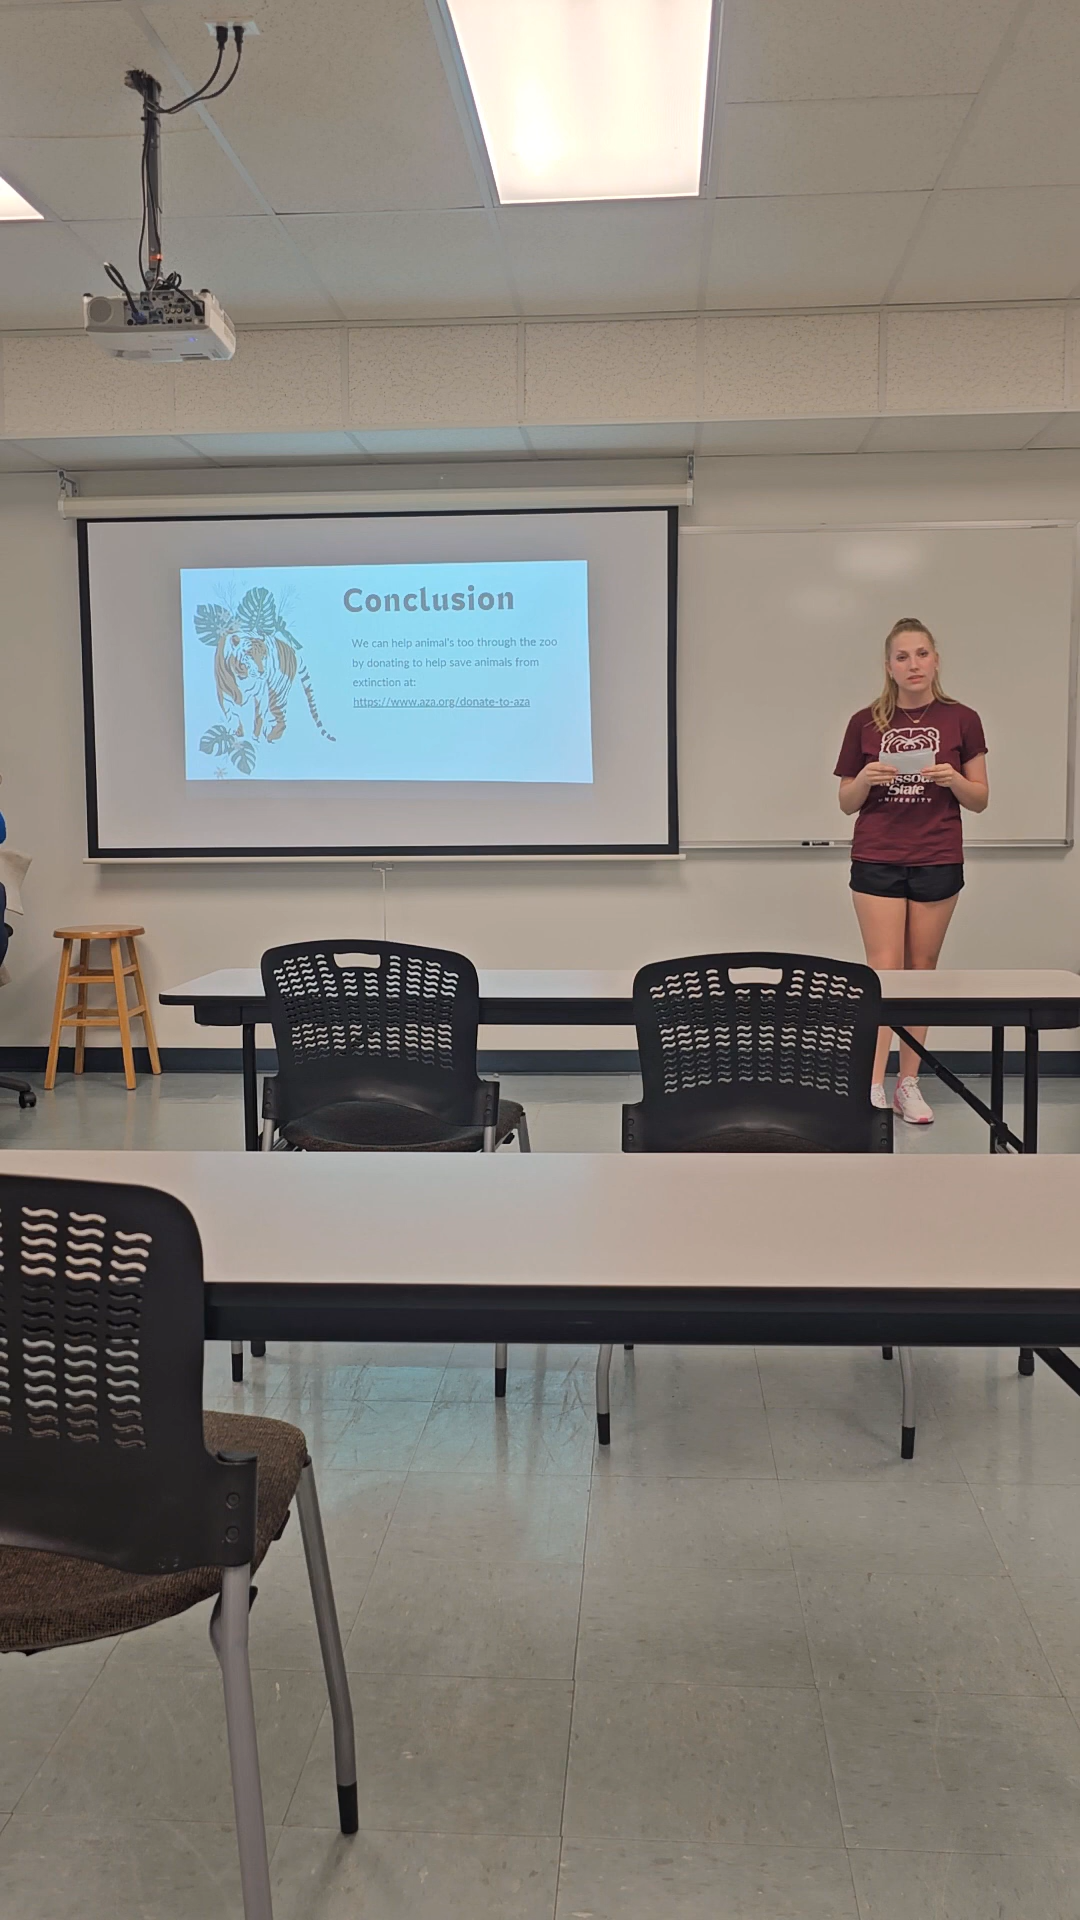 Conclusion
We can help animal's too through the zoo
by donating to help save animals from
extinction at:
https://www.aza.org/donate-to-aza
State
UNIVERSITY